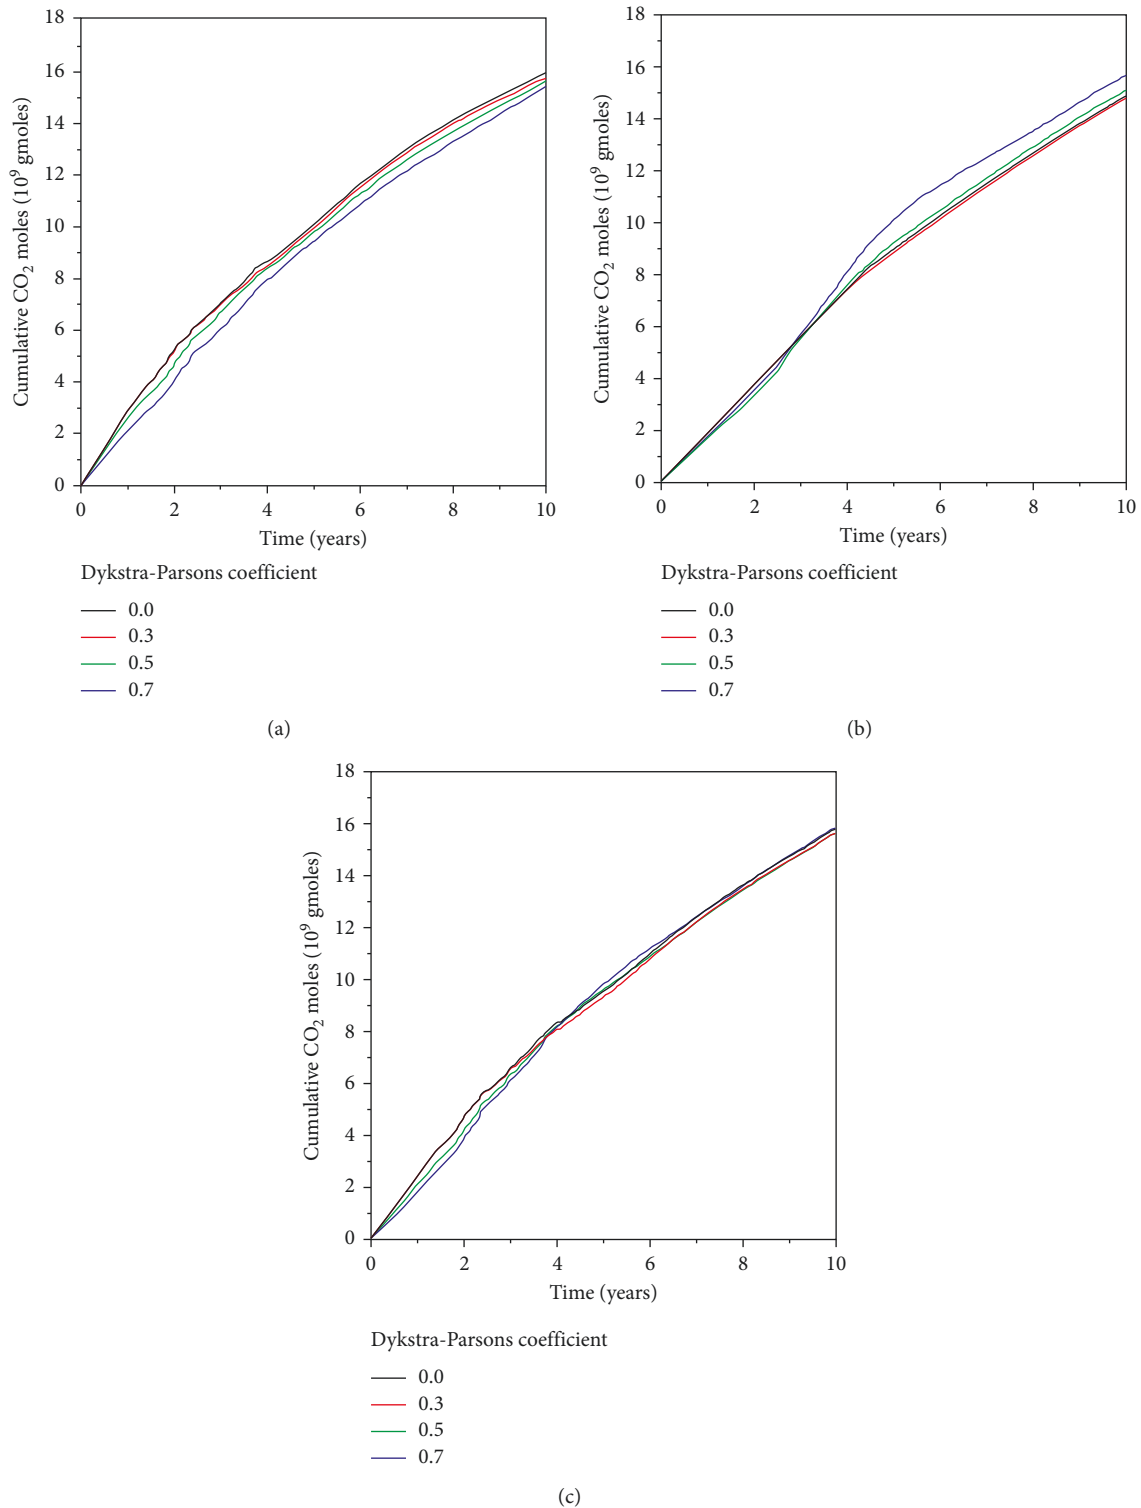 18
16
14
12
10
8
6
4
2
0
Cumulative CO2 moles (10^9 gmoles)
0 2 4 6 8 10
Time (years)
Dykstra-Parsons coefficient
0.0
0.3
0.5
0.7
(a)
18
16
14
12
10
8
6
4
2
0
Cumulative CO2 moles (10^9 gmoles)
0 2 4 6 8 10
Time (years)
Dykstra-Parsons coefficient
0.0
0.3
0.5
0.7
(b)
18
16
14
12
10
8
6
4
2
0
Cumulative CO2 moles (10^9 gmoles)
0 2 4 6 8 10
Time (years)
Dykstra-Parsons coefficient
0.0
0.3
0.5
0.7
(c)